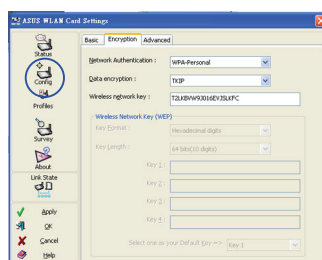 ASUS WLAN Card Settings
Status
Config
Profiles
Survey
About
Link State
Apply
OK
Cancel
Help
Basic
Encryption
Advanced
Network Authentication :
WPA-Personal
Data encryption :
TKIP
Wireless network key :
T2LKBVW9J016EVJSLKFC
Wireless Network Key (WEP)
Key Format :
Hexadecimal digits
Key Length :
64 bits(10 digits)
Key 1 :
Key 2 :
Key 3 :
Key 4 :
Select one as your Default Key =>
Key 1